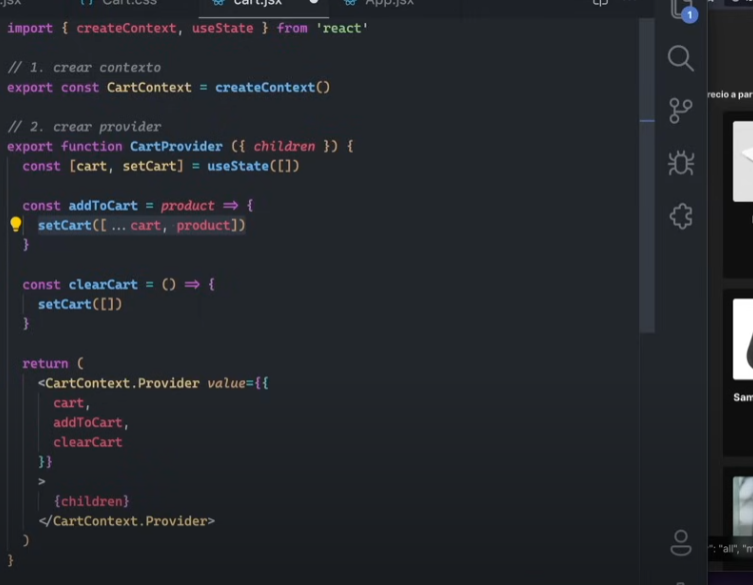 .jsx Cart.css cart.jsx App.jsx
1
import { createContext, useState } from 'react'
// 1. crear contexto
export const CartContext = createContext()
recio a par
// 2. crear provider
export function CartProvider ({ children }) {
const [cart, setCart] = useState([])
const addToCart = product => {
setCart([...cart, product])
}
const clearCart = () => {
setCart([])
}
return (
<CartContext.Provider value={{
cart,
Sam
addToCart,
clearCart
}}
>
{children}
</CartContext.Provider>
)
": "all", "m
}